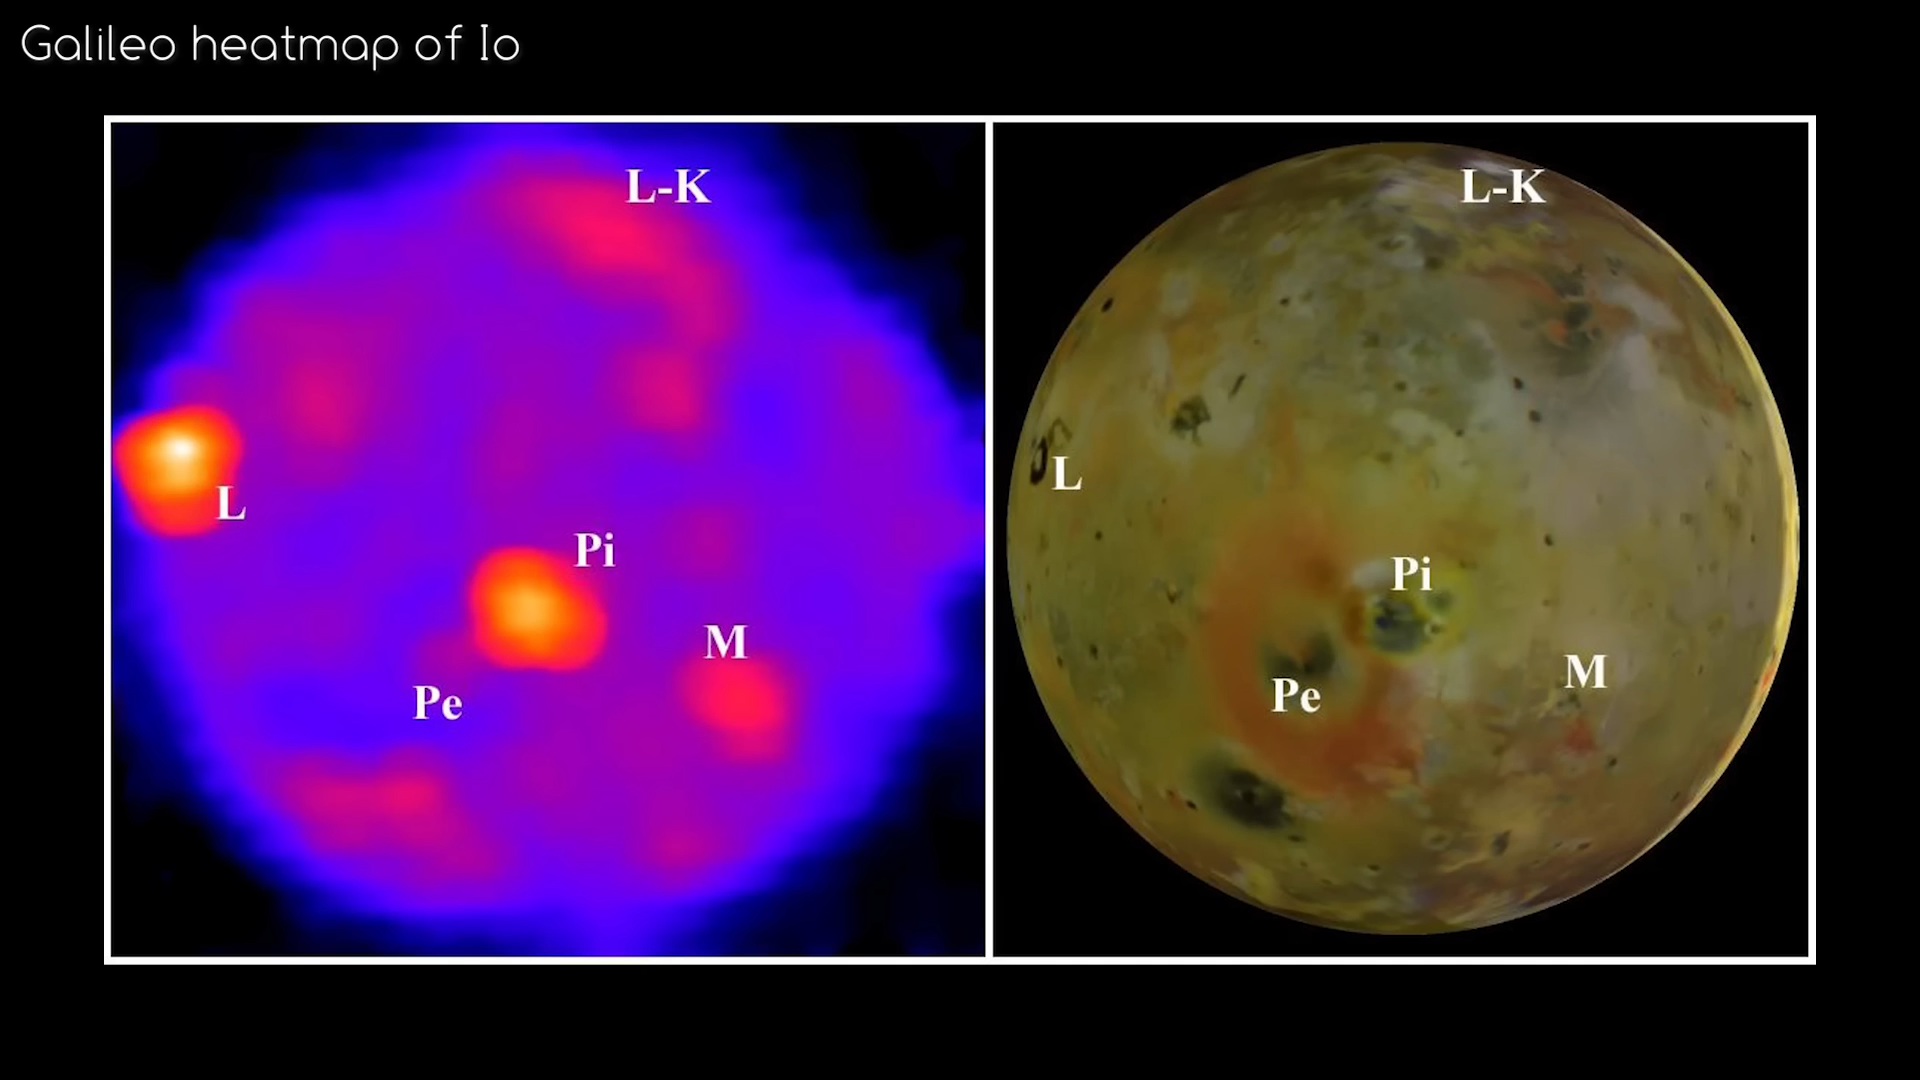 Galileo heatmap of Io
L-K
L
Pi
M
Pe
L-K
L
Pi
M
Pe